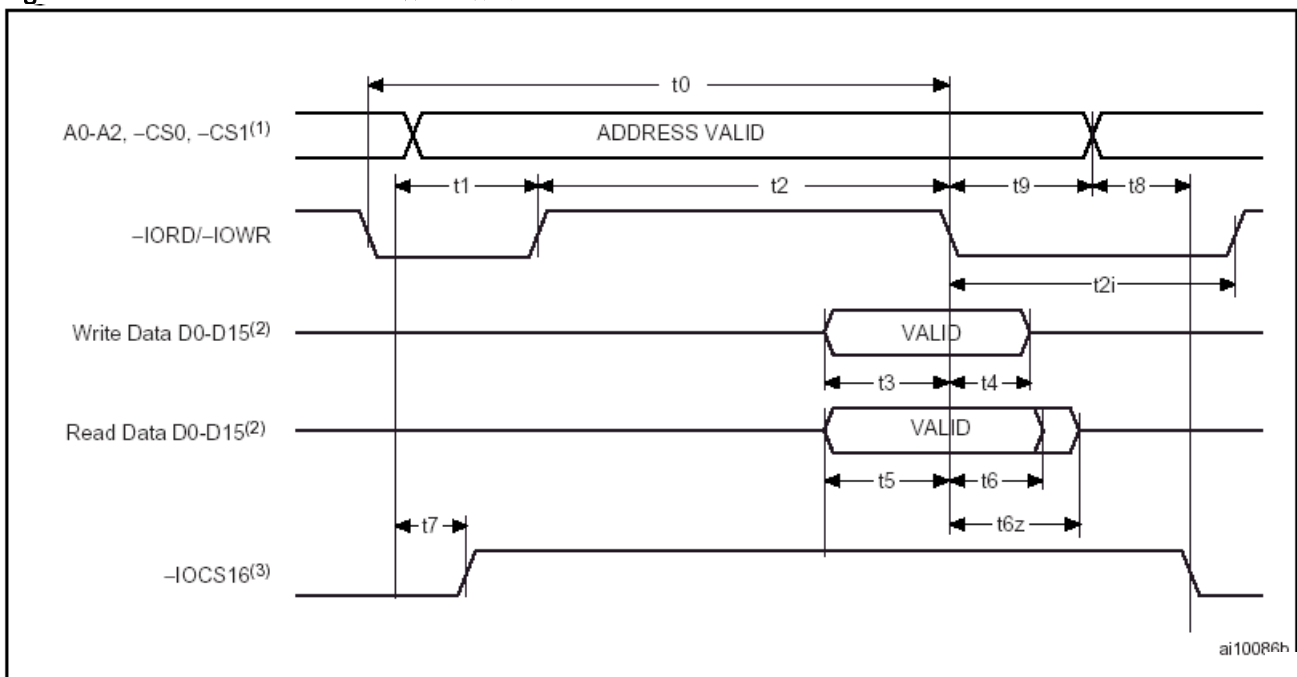 t0
A0-A2, –CS0, –CS1(1)
ADDRESS VALID
t1
t2
t9
t8
–IORD/–IOWR
t2i
Write Data D0-D15(2)
VALID
t3
t4
Read Data D0-D15(2)
VALID
t5
t6
t7
t6z
–IOCS16(3)
ai10086b